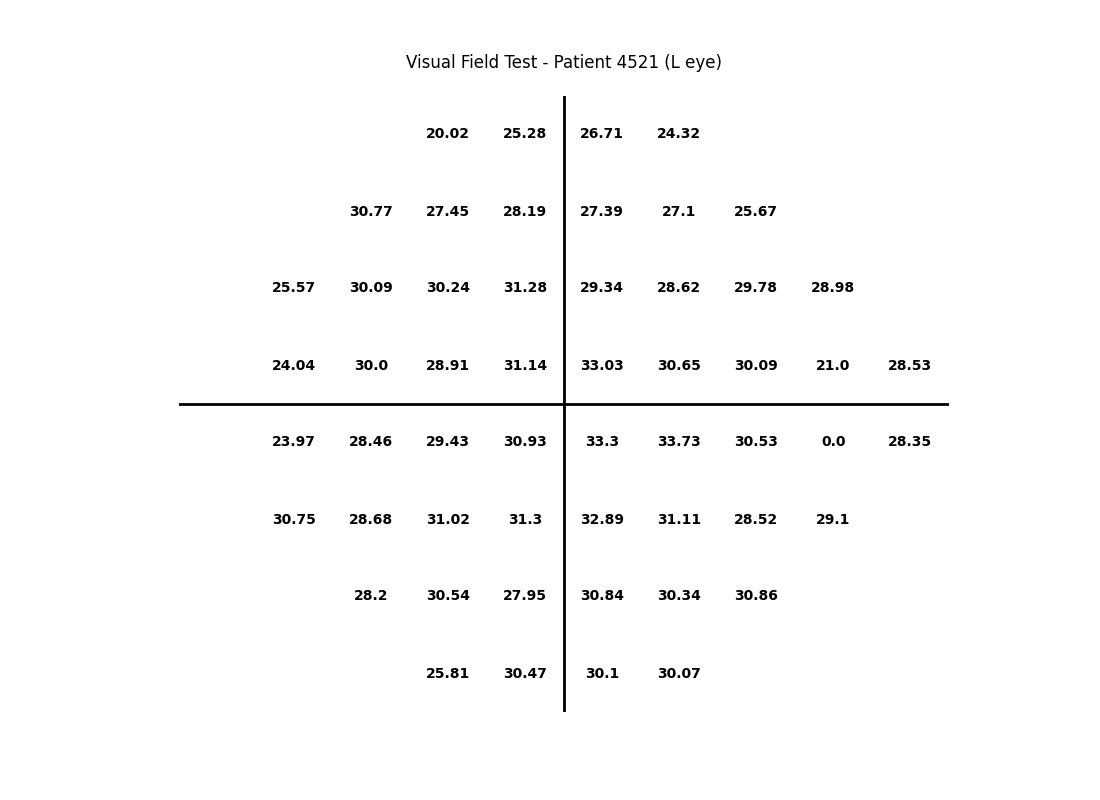 Visual Field Test - Patient 4521 (L eye)
20.02 25.28 26.71 24.32
30.77 27.45 28.19 27.39 27.1 25.67
25.57 30.09 30.24 31.28 29.34 28.62 29.78 28.98
24.04 30.0 28.91 31.14 33.03 30.65 30.09 21.0 28.53
23.97 28.46 29.43 30.93 33.3 33.73 30.53 0.0 28.35
30.75 28.68 31.02 31.3 32.89 31.11 28.52 29.1
28.2 30.54 27.95 30.84 30.34 30.86
25.81 30.47 30.1 30.07